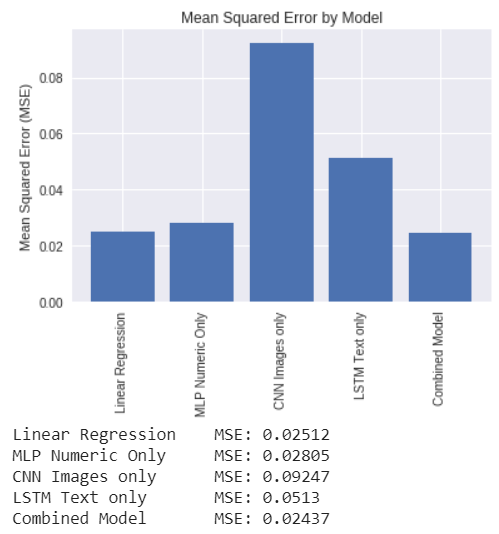 Mean Squared Error by Model
Mean Squared Error (MSE)
0.08
0.06
0.04
0.02
0.00
Linear Regression
MLP Numeric Only
CNN Images only
LSTM Text only
Combined Model
Linear Regression MSE: 0.02512
MLP Numeric Only MSE: 0.02805
CNN Images only MSE: 0.09247
LSTM Text only MSE: 0.0513
Combined Model MSE: 0.02437